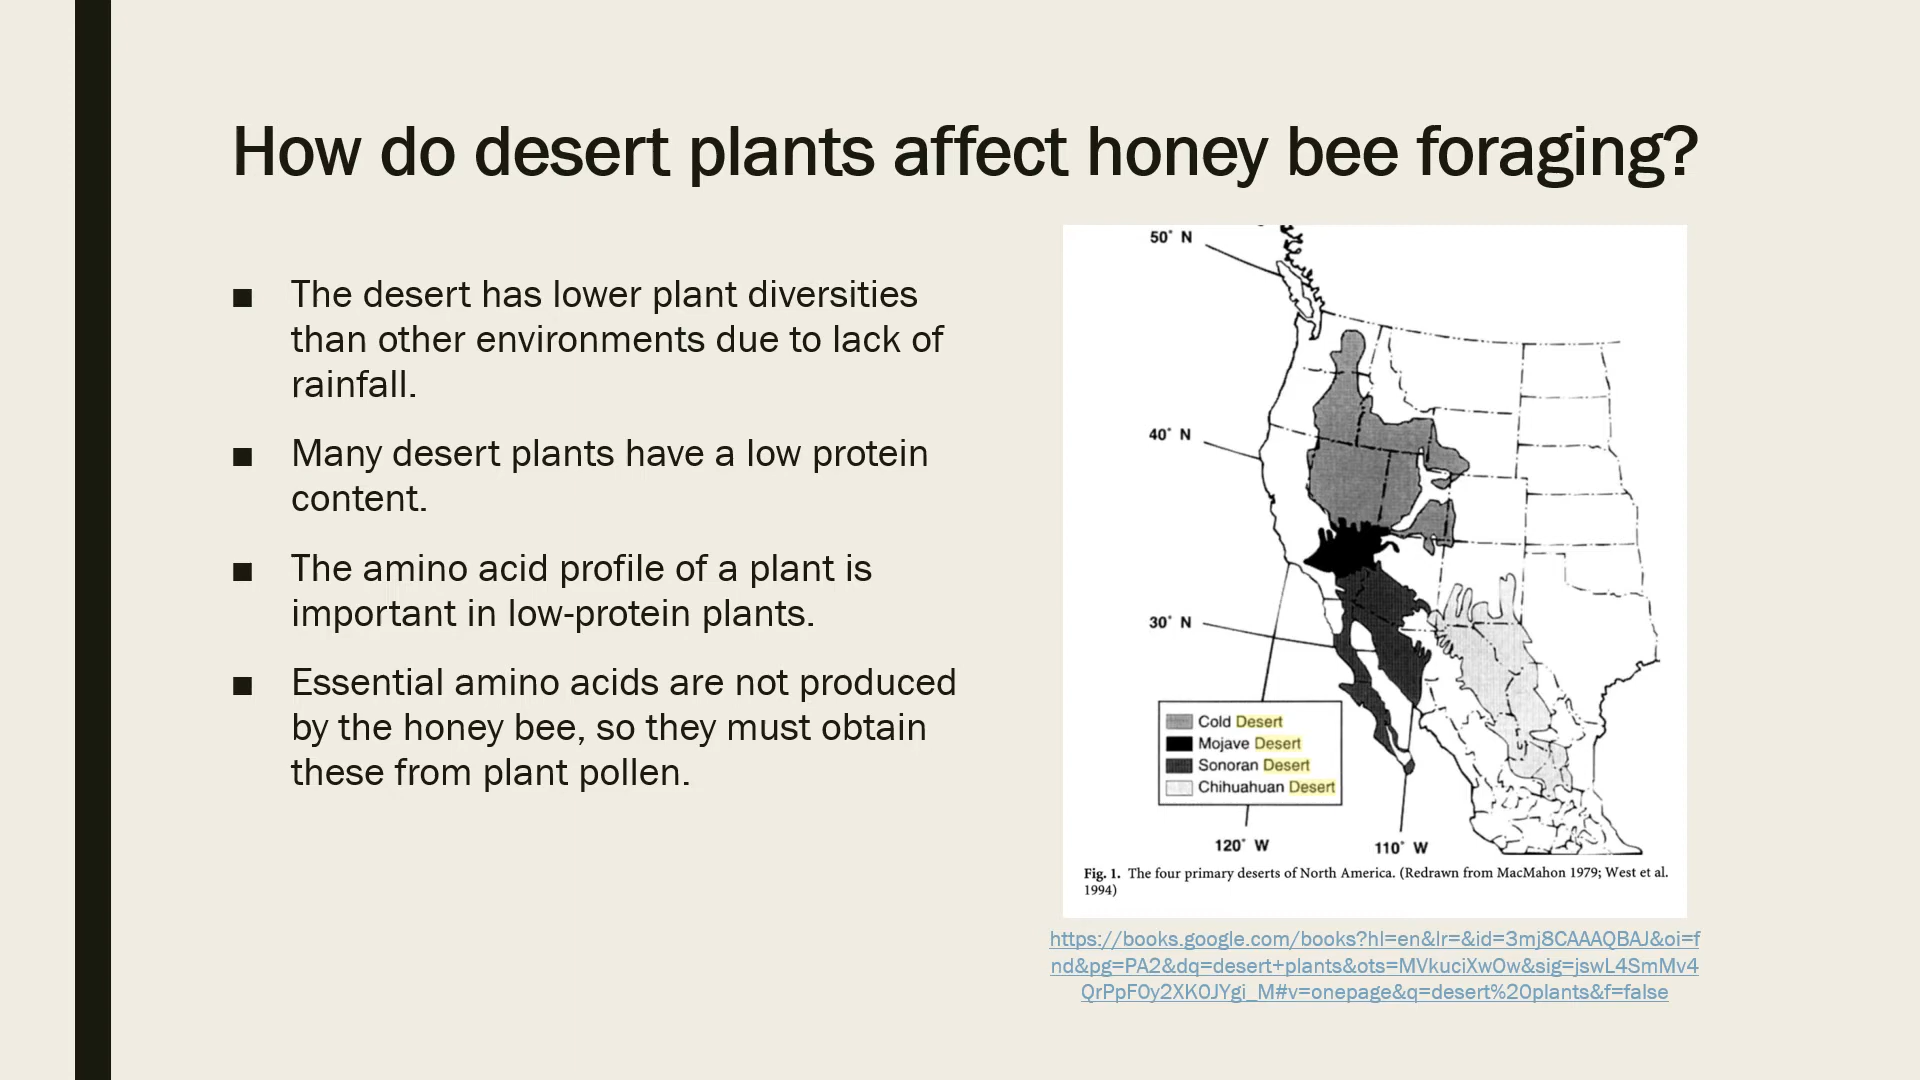 How do desert plants affect honey bee foraging?
■ The desert has lower plant diversities
than other environments due to lack of
rainfall.
■ Many desert plants have a low protein
content.
■ The amino acid profile of a plant is
important in low-protein plants.
■ Essential amino acids are not produced
by the honey bee, so they must obtain
these from plant pollen.
50° N
40° N
30° N
Cold Desert
Mojave Desert
Sonoran Desert
Chihuahuan Desert
120° W
110° W
Fig. 1. The four primary deserts of North America. (Redrawn from MacMahon 1979; West et al.
1994)
https://books.google.com/books?hl=en&lr=&id=3mj8CAAAQBAJ&oi=f
nd&pg=PA2&dq=desert+plants&ots=MVkuciXwOw&sig=jswL4SmMv4
QrPpF0y2XK0JYgi_M#v=onepage&q=desert%20plants&f=false